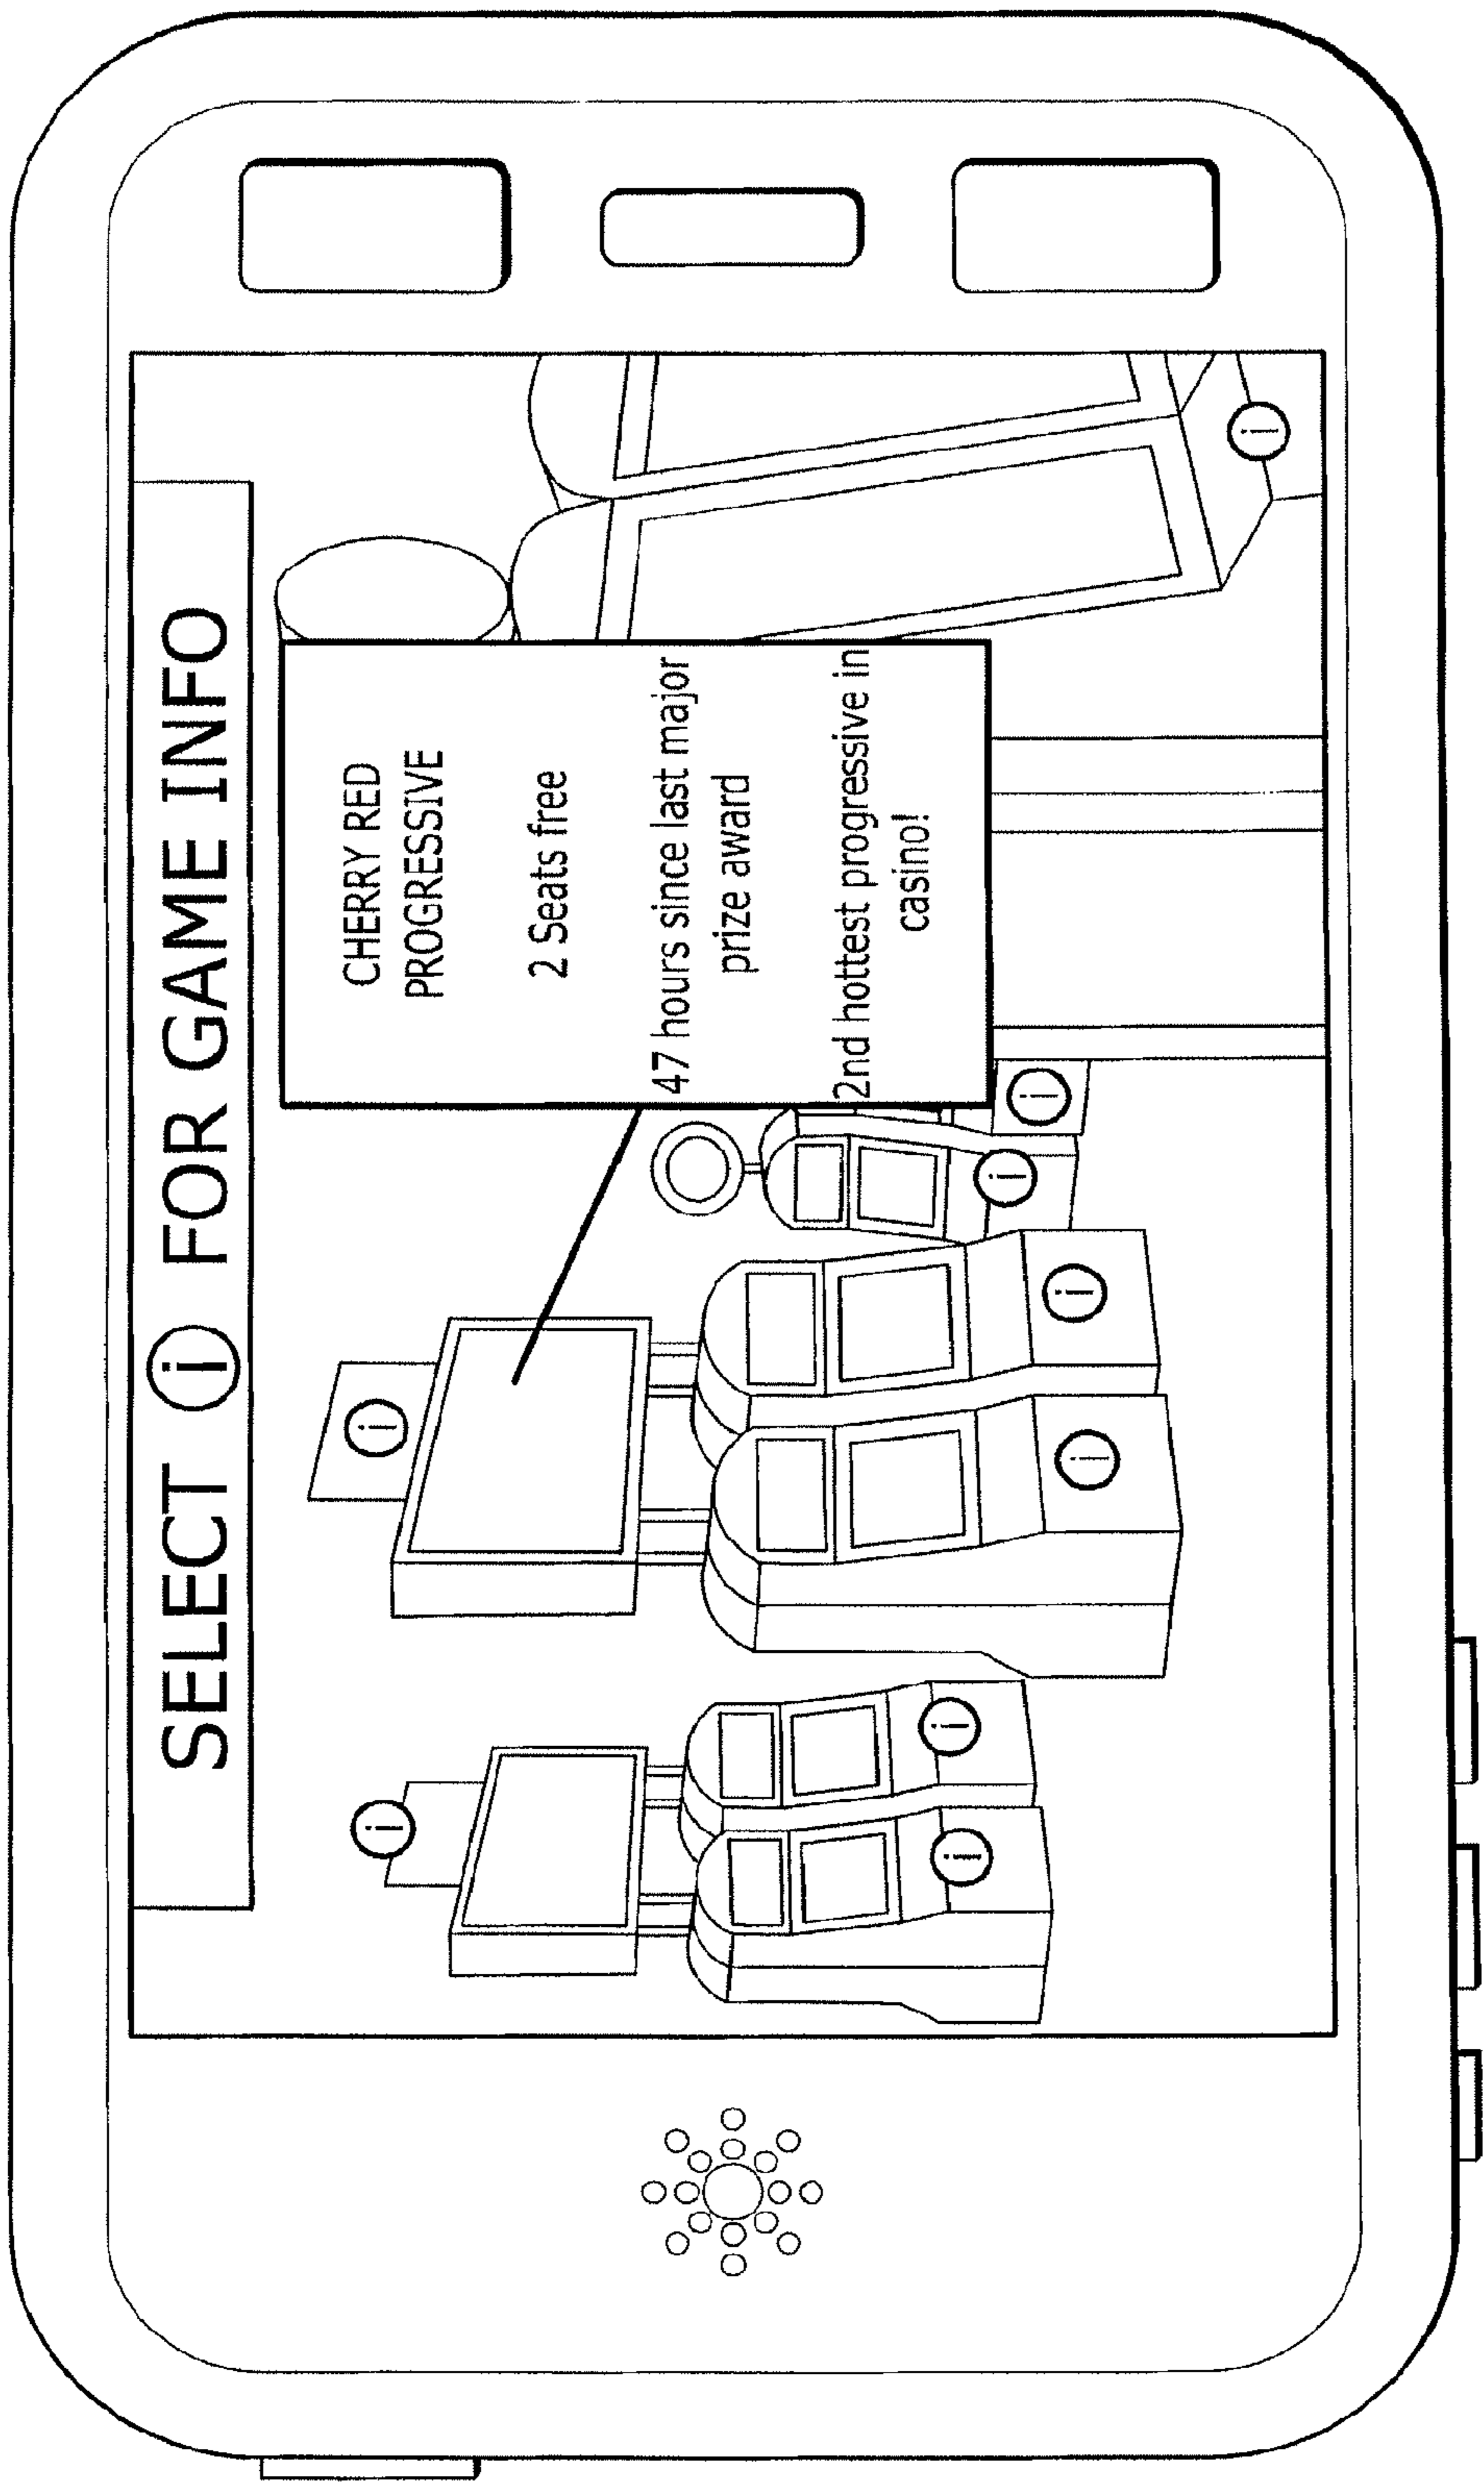 SELECT i FOR GAME INFO
CHERRY RED
PROGRESSIVE
2 Seats free
47 hours since last major
prize award
2nd hottest progressive in
casino!
i
i
i
i
i
i
i
i
i